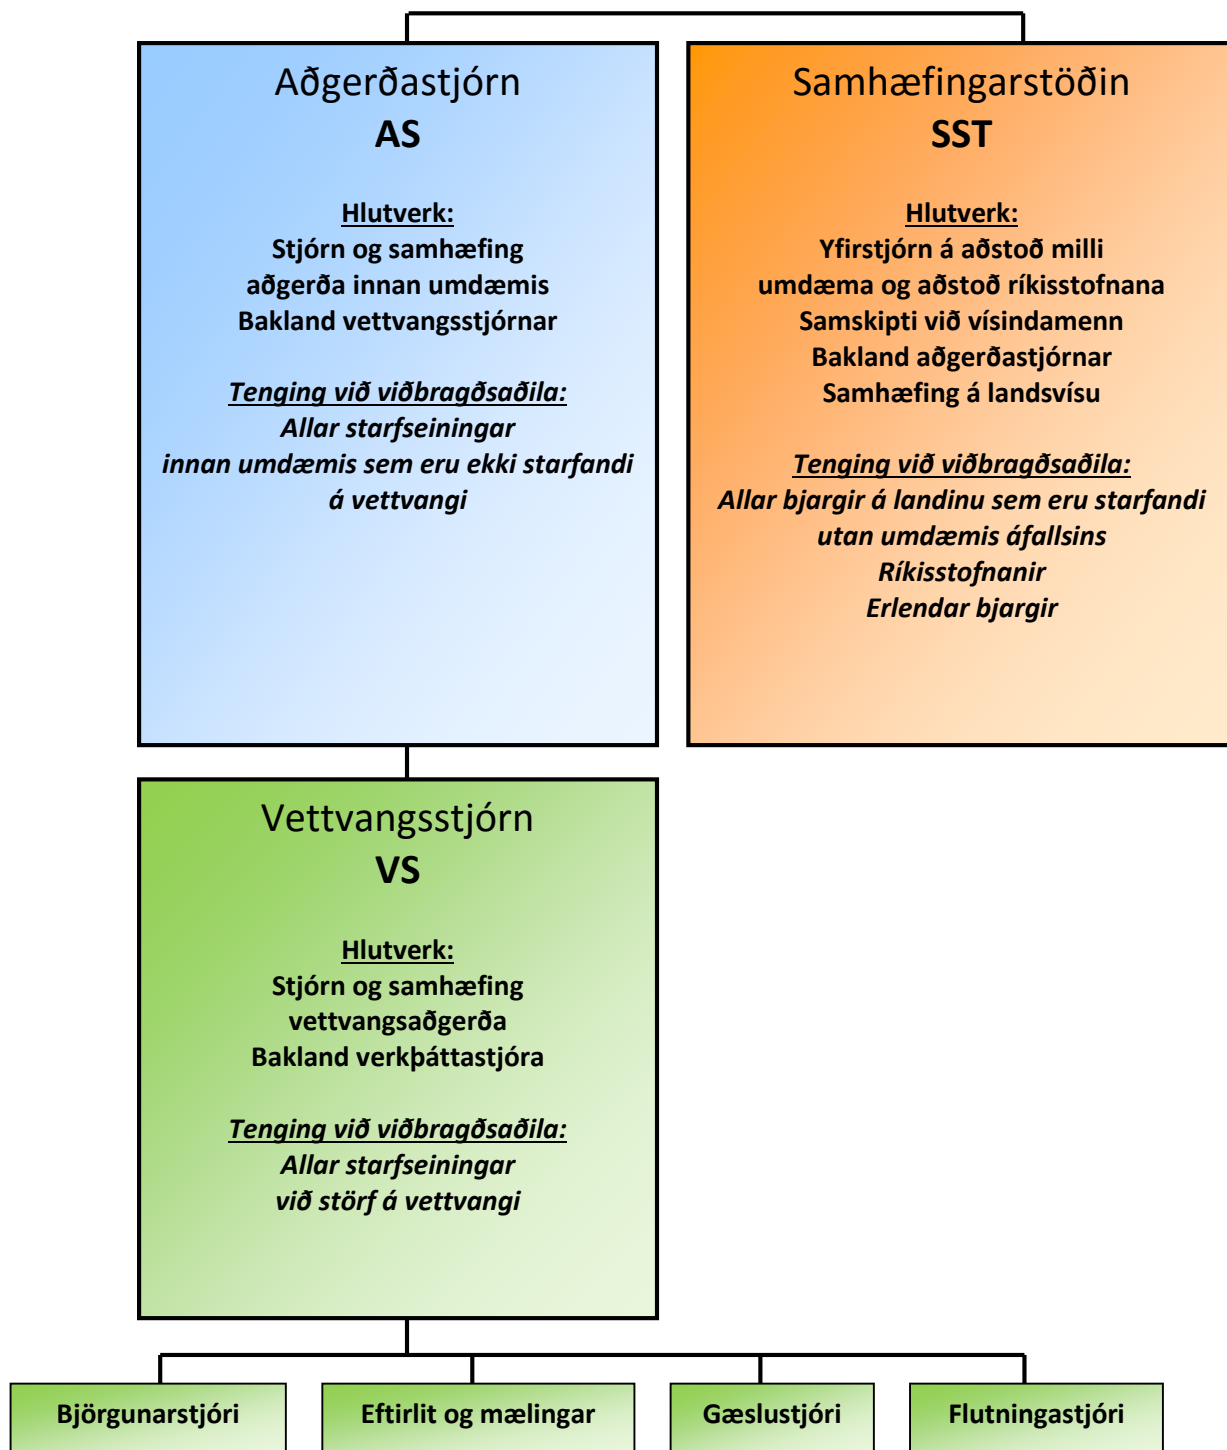 Aðgerðastjórn
AS
Hlutverk:
Stjórn og samhæfing
aðgerða innan umdæmis
Bakland vettvangsstjórnar
Tenging við viðbragðsaðila:
Allar starfseiningar
innan umdæmis sem eru ekki starfandi
á vettvangi
Samhæfingarstöðin
SST
Hlutverk:
Yfirstjórn á aðstoð milli
umdæma og aðstoð ríkisstofnana
Samskipti við vísindamenn
Bakland aðgerðastjórnar
Samhæfing á landsvísu
Tenging við viðbragðsaðila:
Allar bjargir á landinu sem eru starfandi
utan umdæmis áfallsins
Ríkisstofnanir
Erlendar bjargir
Vettvangsstjórn
VS
Hlutverk:
Stjórn og samhæfing
vettvangsaðgerða
Bakland verkþáttastjóra
Tenging við viðbragðsaðila:
Allar starfseiningar
við störf á vettvangi
Björgunarstjóri
Eftirlit og mælingar
Gæslustjóri
Flutningastjóri